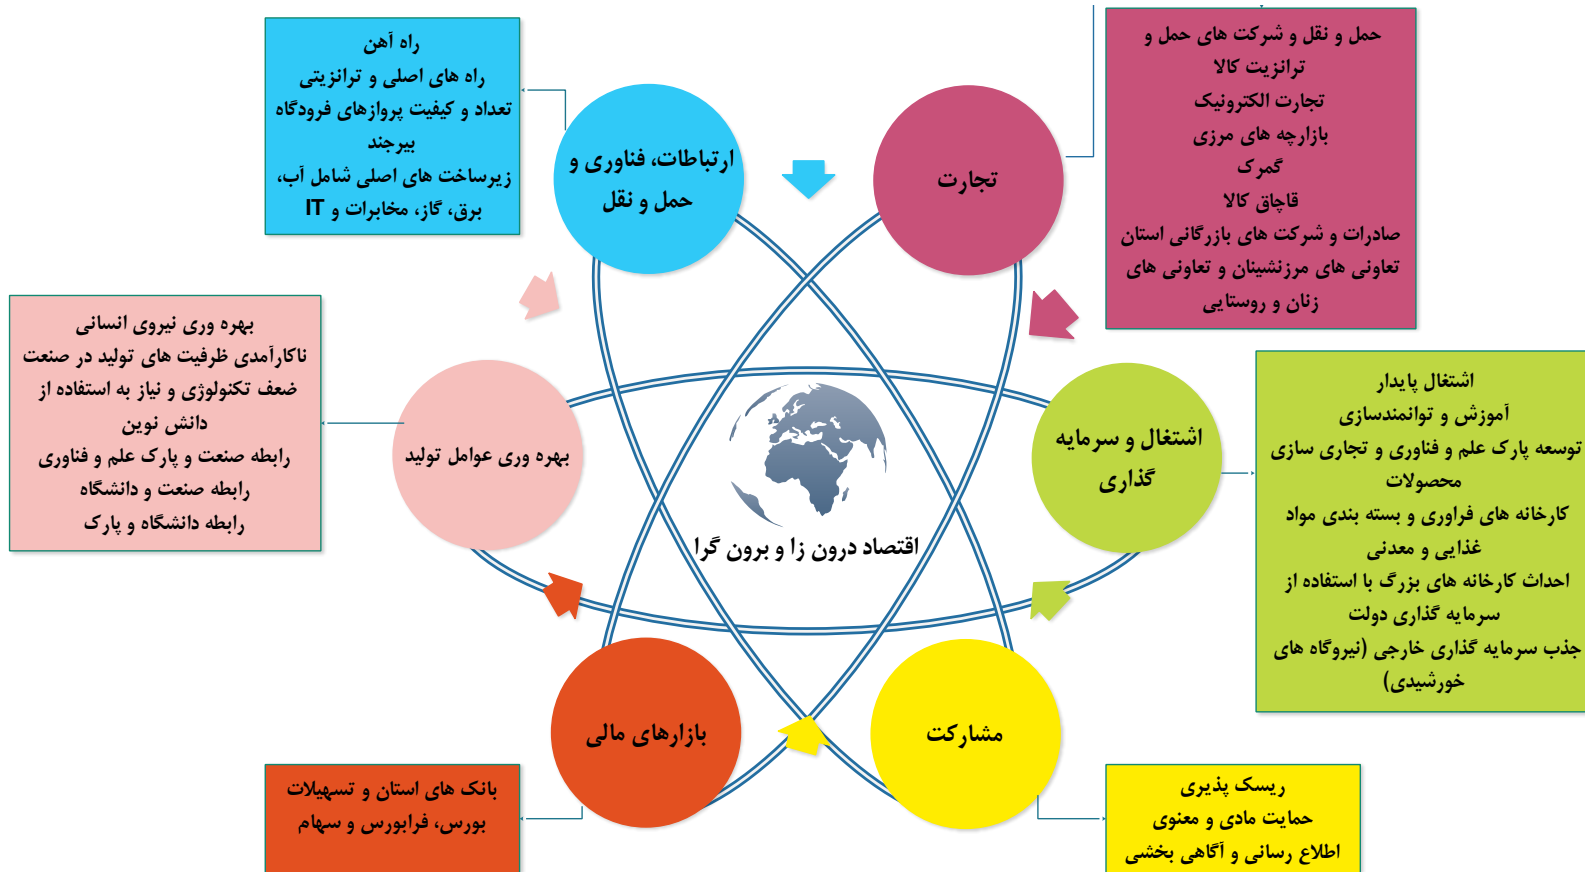 حمل و نقل و شرکت های حمل و
ترانزیت کالا
تجارت الکترونیک
بازارچه های مرزی
گمرک
قاچاق کالا
صادرات و شرکت های بازرگانی استان
تعاونی های مرزنشینان و تعاونی های
زنان و روستایی
تجارت
ارتباطات، فناوری و
حمل و نقل
راه آهن
راه های اصلی و ترانزیتی
تعداد و کیفیت پروازهای فرودگاه
بیرجند
زیرساخت های اصلی شامل آب،
برق، گاز، مخابرات و IT
اشتغال پایدار
آموزش و توانمندسازی
توسعه پارک علم و فناوری و تجاری سازی
محصولات
کارخانه های فراوری و بسته بندی مواد
غذایی و معدنی
احداث کارخانه های بزرگ با استفاده از
سرمایه گذاری دولت
جذب سرمایه گذاری خارجی (نیروگاه های
خورشیدی)
اشتغال و سرمایه
گذاری
اقتصاد درون زا و برون گرا
بهره وری عوامل تولید
بهره وری نیروی انسانی
ناکارآمدی ظرفیت های تولید در صنعت
ضعف تکنولوژی و نیاز به استفاده از
دانش نوین
رابطه صنعت و پارک علم و فناوری
رابطه صنعت و دانشگاه
رابطه دانشگاه و پارک
مشارکت
ریسک پذیری
حمایت مادی و معنوی
اطلاع رسانی و آگاهی بخشی
بازارهای مالی
بانک های استان و تسهیلات
بورس، فرابورس و سهام